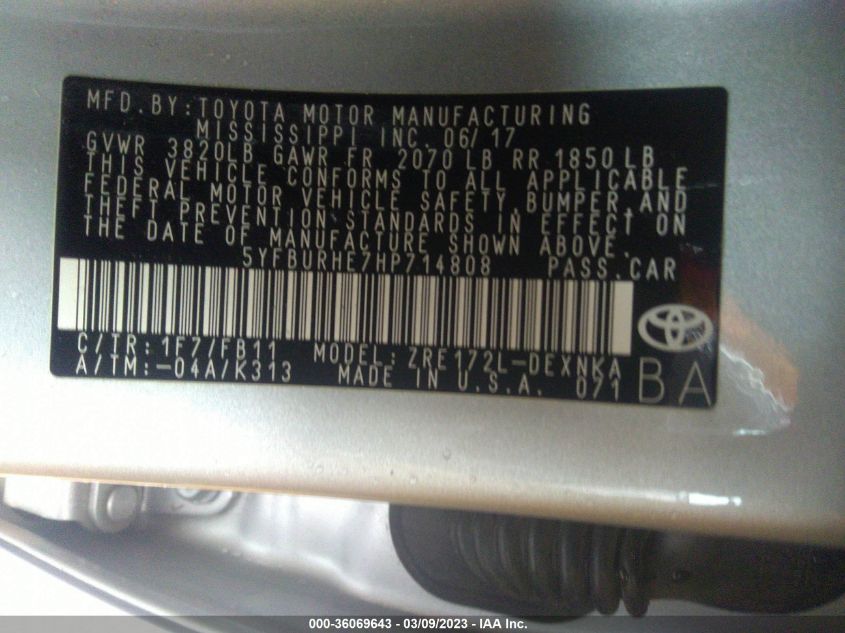 MFD.BY:TOYOTA MOTOR MANUFACTURING
MISSISSIPPI INC. 06/17
GVWR 3820LB GAWR FR 2070 LB RR 1850 LB
THIS VEHICLE CONFORMS TO ALL APPLICABLE
FEDERAL MOTOR VEHICLE SAFETY,BUMPER,AND
THEFT PREVENTION STANDARDS IN EFFECT ON
THE DATE OF MANUFACTURE SHOWN ABOVE.
5YFBURHE7HP714808 PASS.CAR
C/TR: 1F7/FB11 MODEL: ZRE172L-DEXNKA
A/TM:-04A/K313 MADE IN U.S.A. 071
BA
000-36069643 - 03/09/2023 - IAA Inc.